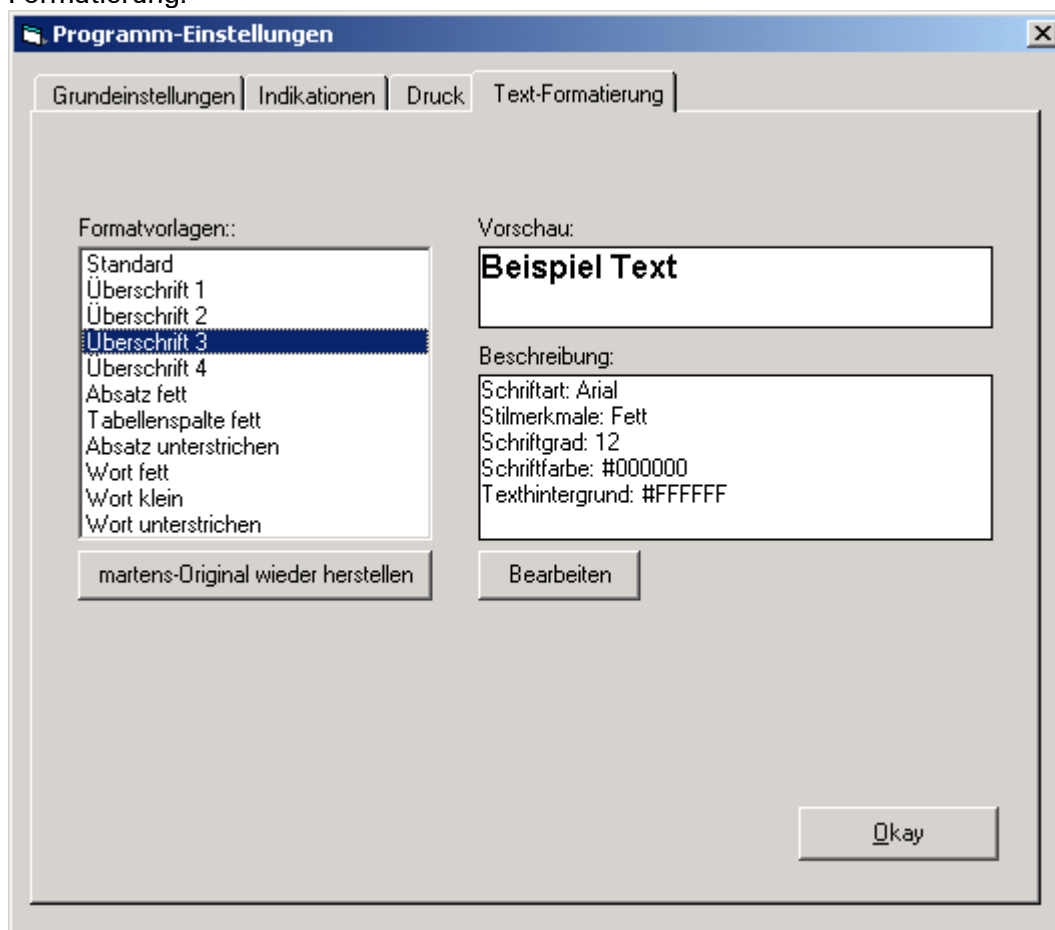 Formatierung.
Programm-Einstellungen
Grundeinstellungen Indikationen Druck Text-Formatierung
Formatvorlagen::
Standard
Überschrift 1
Überschrift 2
Überschrift 3
Überschrift 4
Absatz fett
Tabellenspalte fett
Absatz unterstrichen
Wort fett
Wort klein
Wort unterstrichen
martens-Original wieder herstellen
Vorschau:
Beispiel Text
Beschreibung:
Schriftart: Arial
Stilmerkmale: Fett
Schriftgrad: 12
Schriftfarbe: #000000
Texthintergrund: #FFFFFF
Bearbeiten
Okay